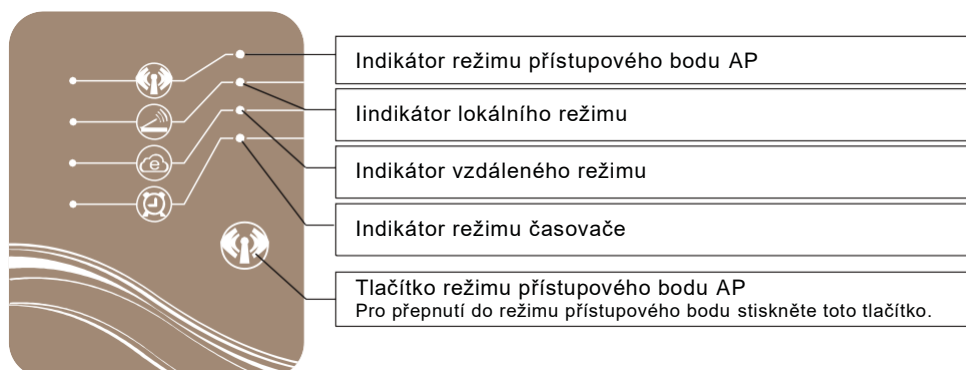 Indikátor režimu přístupového bodu AP
Iindikátor lokálního režimu
Indikátor vzdáleného režimu
Indikátor režimu časovače
Tlačítko režimu přístupového bodu AP
Pro přepnutí do režimu přístupového bodu stiskněte toto tlačítko.